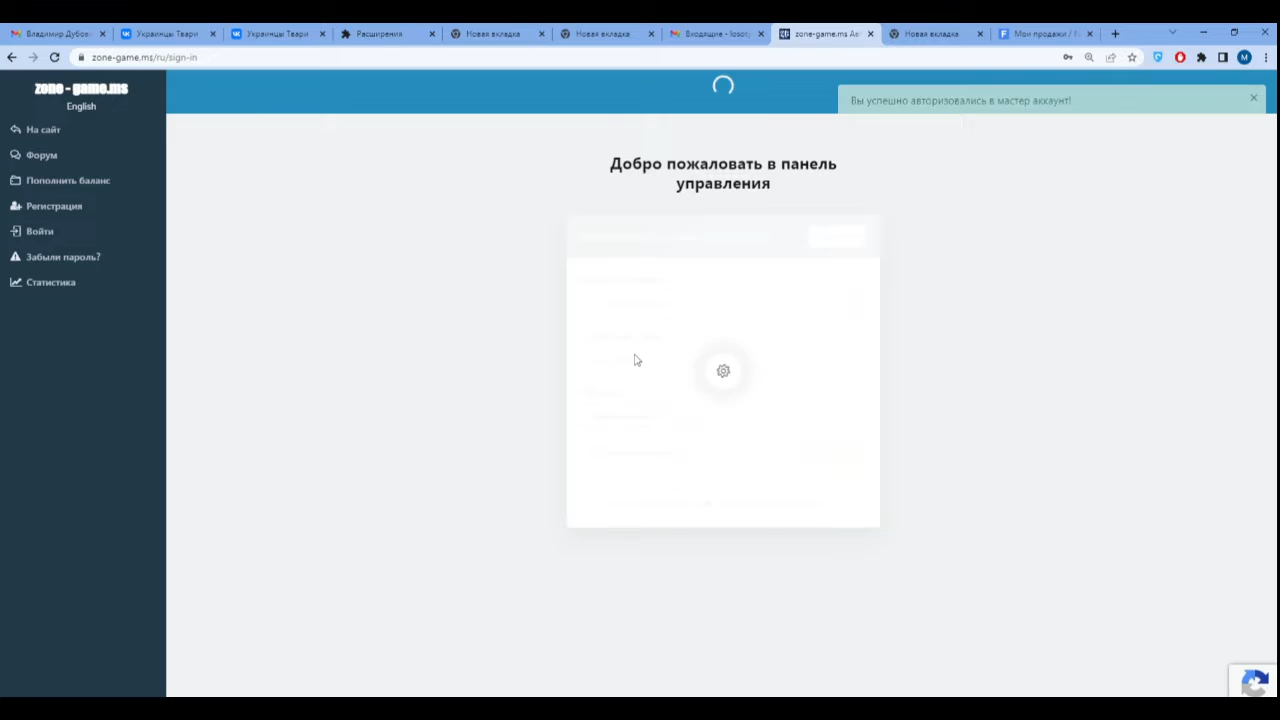 Владимир Дубов
Украинцы Твари
Украинцы Твари
Расширения
Новая вкладка
Новая вкладка
Входящие - losor
zone-game.ms Ast
Новая вкладка
Мои продажи / F
zone-game.ms/ru/sign-in
M
zone - game.ms
English
На сайт
Форум
Пополнить баланс
Регистрация
Войти
Забыли пароль?
Статистика
Вы успешно авторизовались в мастер аккаунт!
Добро пожаловать в панель
управления